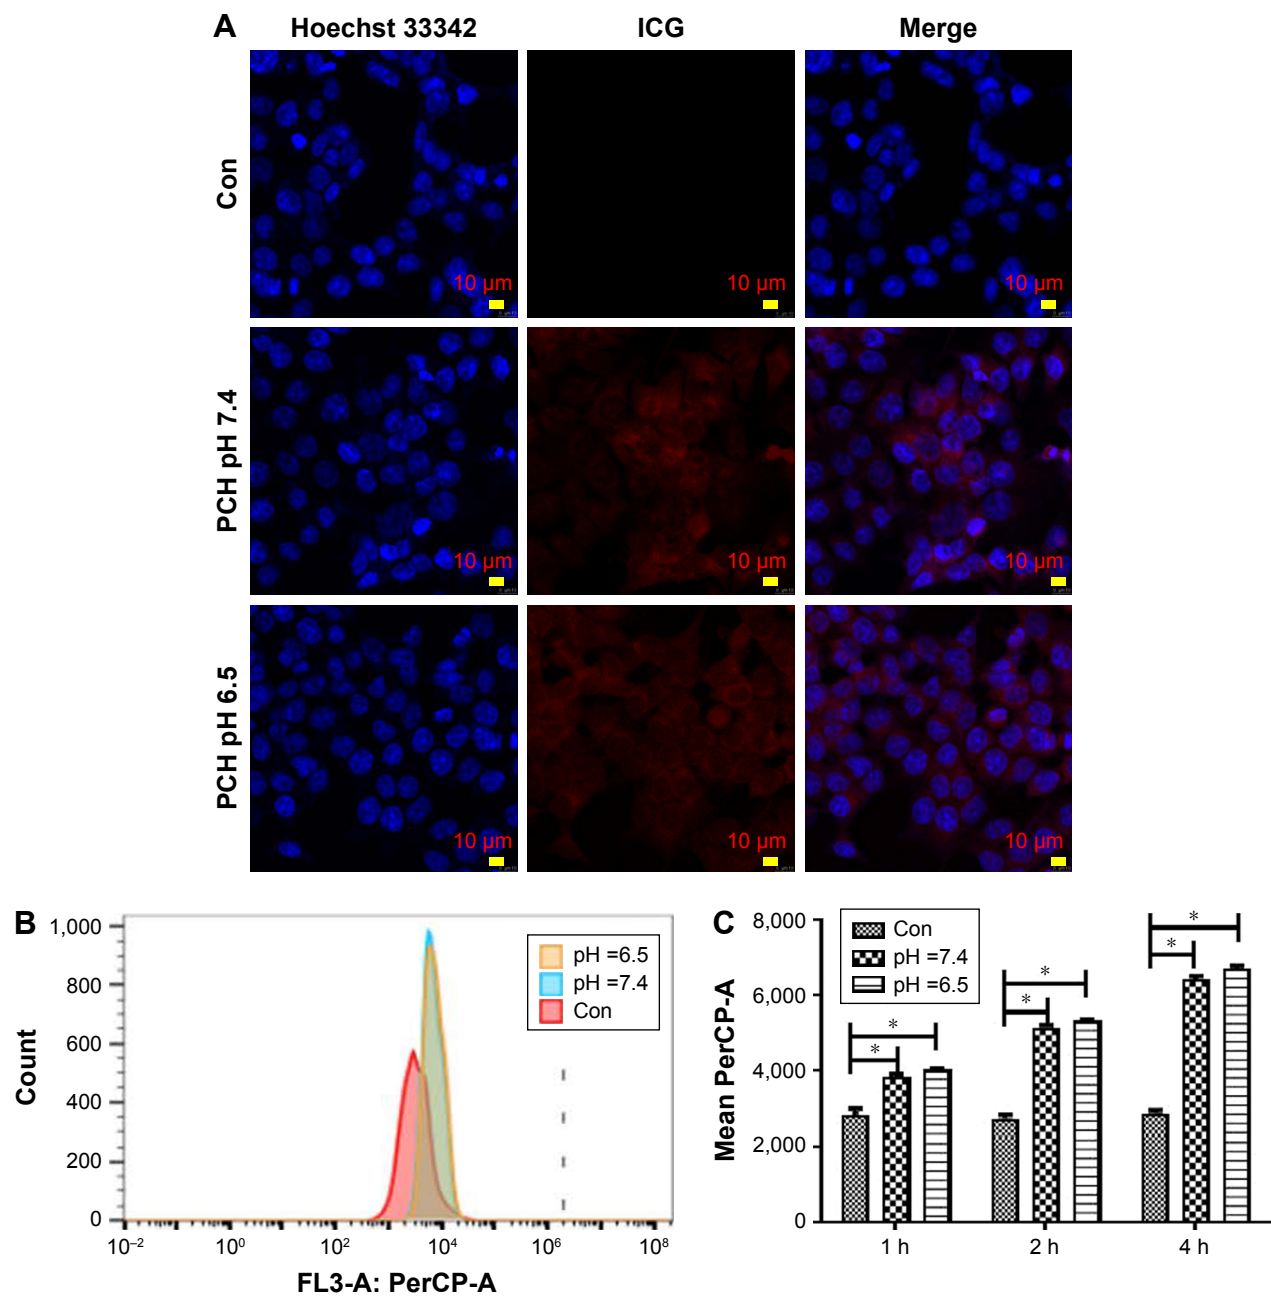 A Hoechst 33342 ICG Merge
Con
10 µm 10 µm 10 µm
PCH pH 7.4
10 µm 10 µm 10 µm
PCH pH 6.5
10 µm 10 µm 10 µm
B
Count
1,000
800
600
400
200
0
pH =6.5
pH =7.4
Con
10⁻² 10⁰ 10² 10⁴ 10⁶ 10⁸
FL3-A: PerCP-A
C
Mean PerCP-A
8,000
6,000
4,000
2,000
0
Con
pH =7.4
pH =6.5
* *
* *
* *
1 h 2 h 4 h